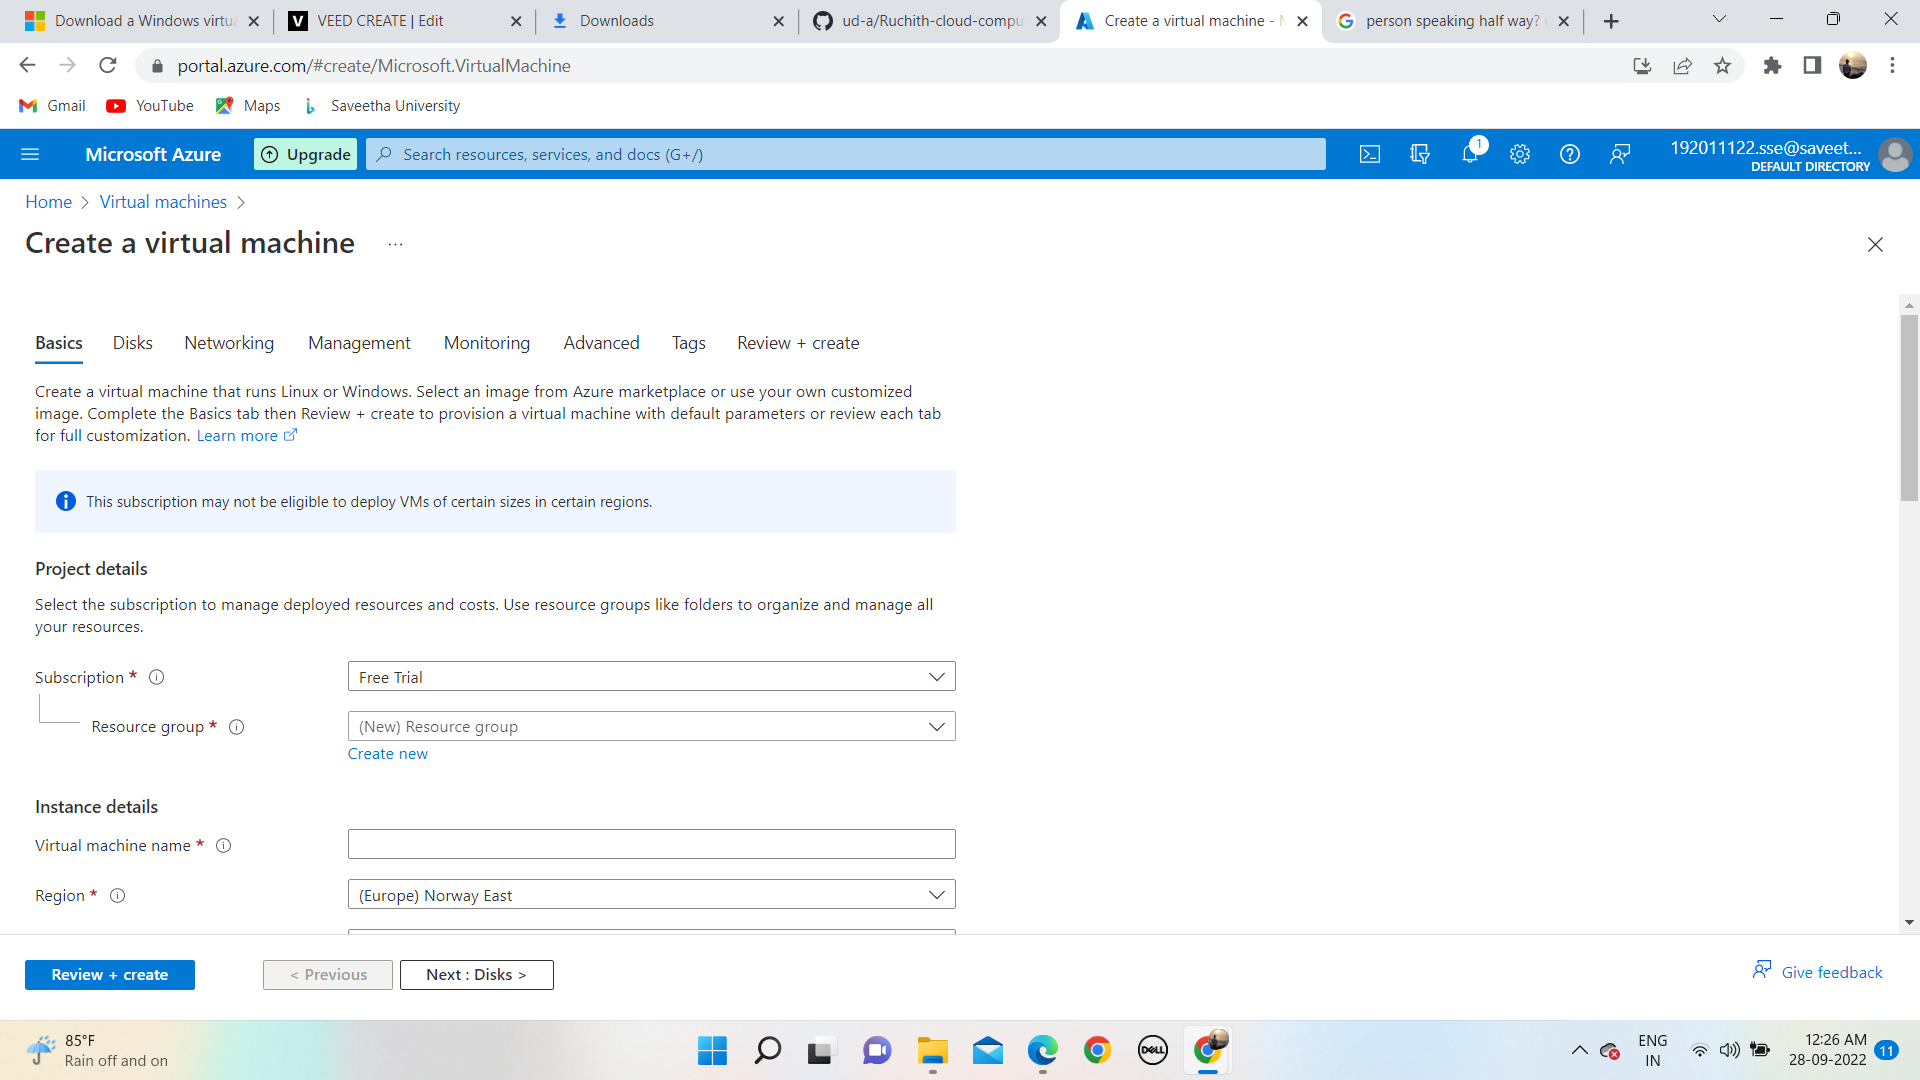 Download a Windows virtu
VEED CREATE | Edit
Downloads
ud-a/Ruchith-cloud-compu
Create a virtual machine -
person speaking half way?
portal.azure.com/#create/Microsoft.VirtualMachine
Gmail
YouTube
Maps
Saveetha University
Microsoft Azure
Upgrade
Search resources, services, and docs (G+/)
1
192011122.sse@saveet...
DEFAULT DIRECTORY
Home > Virtual machines >
Create a virtual machine ...
Basics
Disks
Networking
Management
Monitoring
Advanced
Tags
Review + create
Create a virtual machine that runs Linux or Windows. Select an image from Azure marketplace or use your own customized
image. Complete the Basics tab then Review + create to provision a virtual machine with default parameters or review each tab
for full customization. Learn more
This subscription may not be eligible to deploy VMs of certain sizes in certain regions.
Project details
Select the subscription to manage deployed resources and costs. Use resource groups like folders to organize and manage all
your resources.
Subscription *
Free Trial
Resource group *
(New) Resource group
Create new
Instance details
Virtual machine name *
Region *
(Europe) Norway East
Review + create
< Previous
Next : Disks >
Give feedback
85°F
Rain off and on
DELL
ENG
IN
12:26 AM
28-09-2022
11